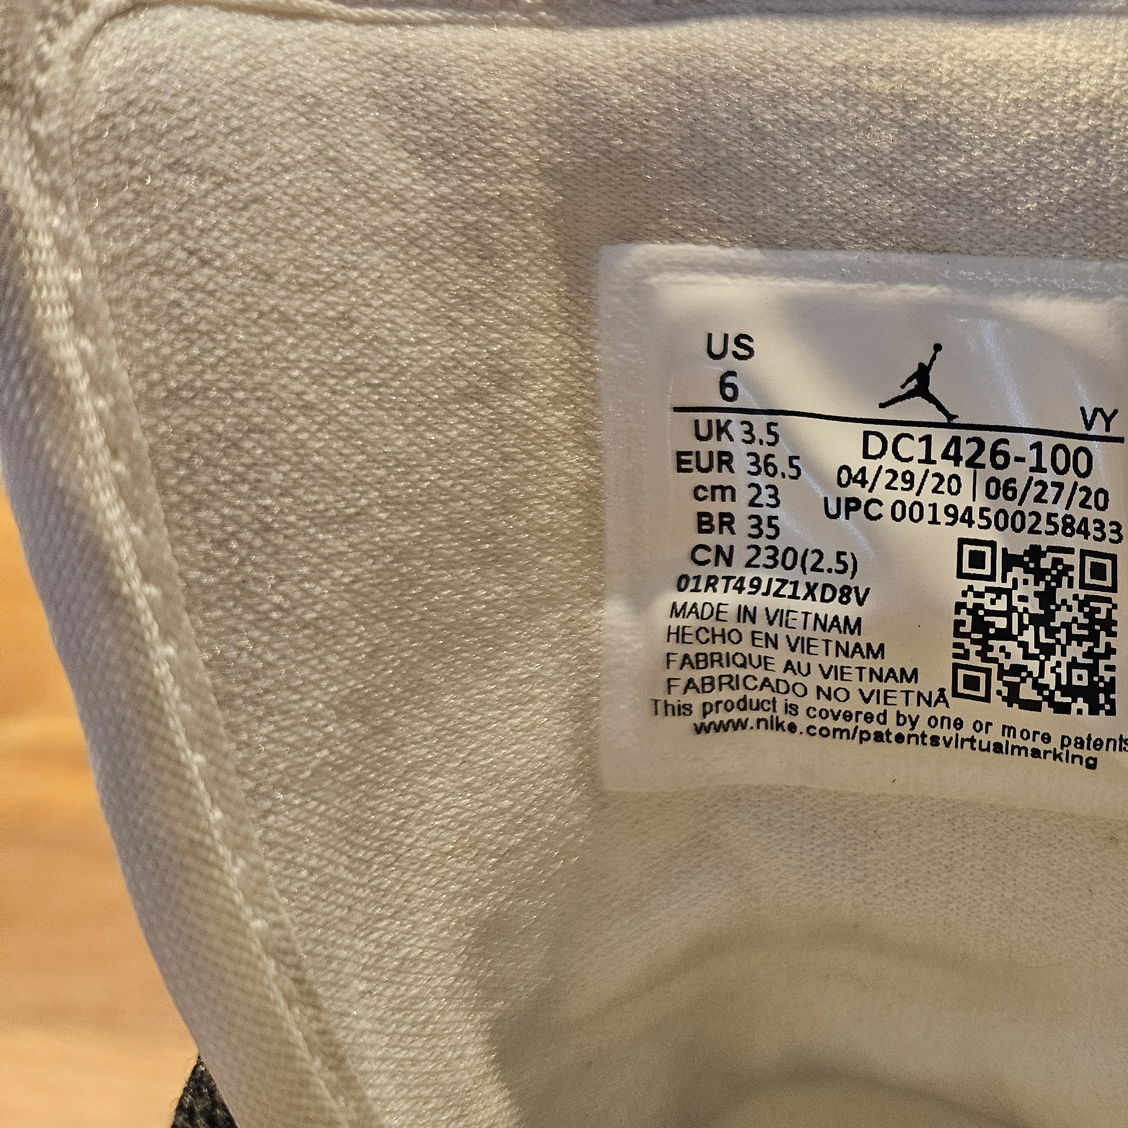 US
6
VY
UK 3.5
EUR 36.5
cm 23
BR 35
CN 230(2.5)
DC1426-100
04/29/20 | 06/27/20
UPC 00194500258433
01RT49JZ1XD8V
MADE IN VIETNAM
HECHO EN VIETNAM
FABRIQUE AU VIETNAM
FABRICADO NO VIETNÃ
This product is covered by one or more patents
www.nike.com/patentsvirtualmarking